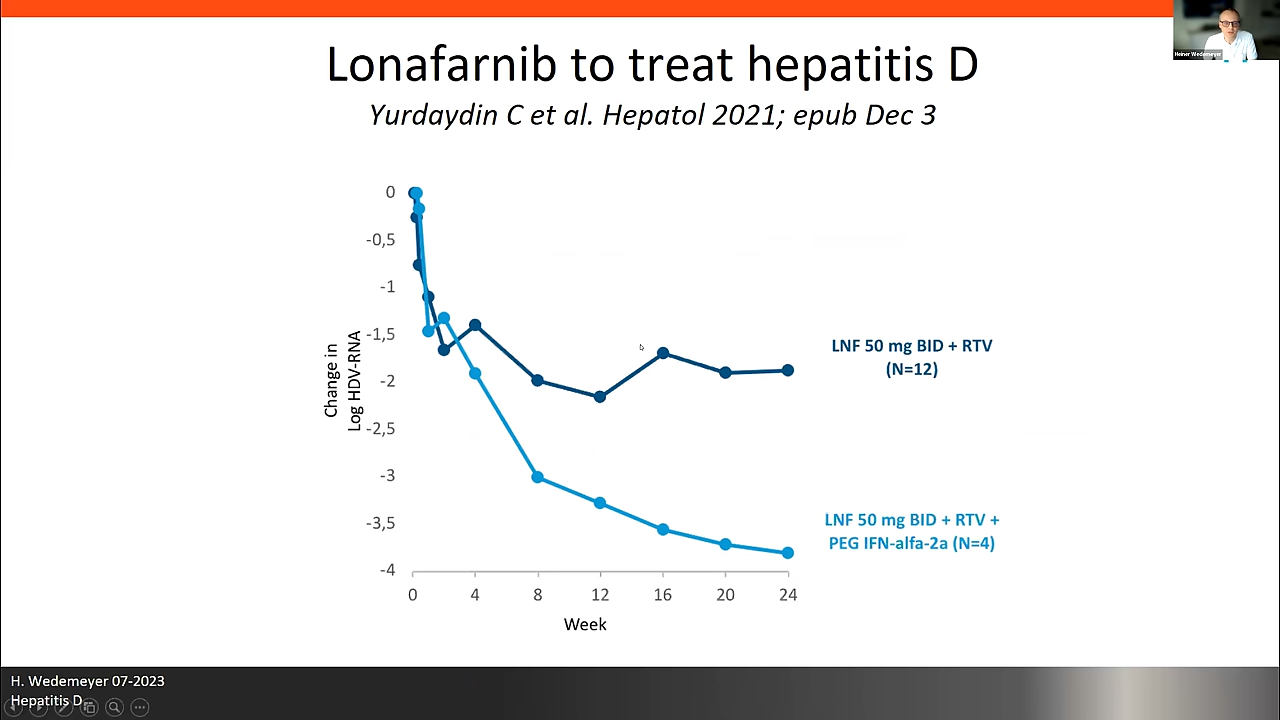 Heiner Wedemeyer
Lonafarnib to treat hepatitis D
Yurdaydin C et al. Hepatol 2021; epub Dec 3
0
-0,5
-1
-1,5
-2
-2,5
-3
-3,5
-4
Change in
Log HDV-RNA
0 4 8 12 16 20 24
Week
LNF 50 mg BID + RTV
(N=12)
LNF 50 mg BID + RTV +
PEG IFN-alfa-2a (N=4)
H. Wedemeyer 07-2023
Hepatitis D